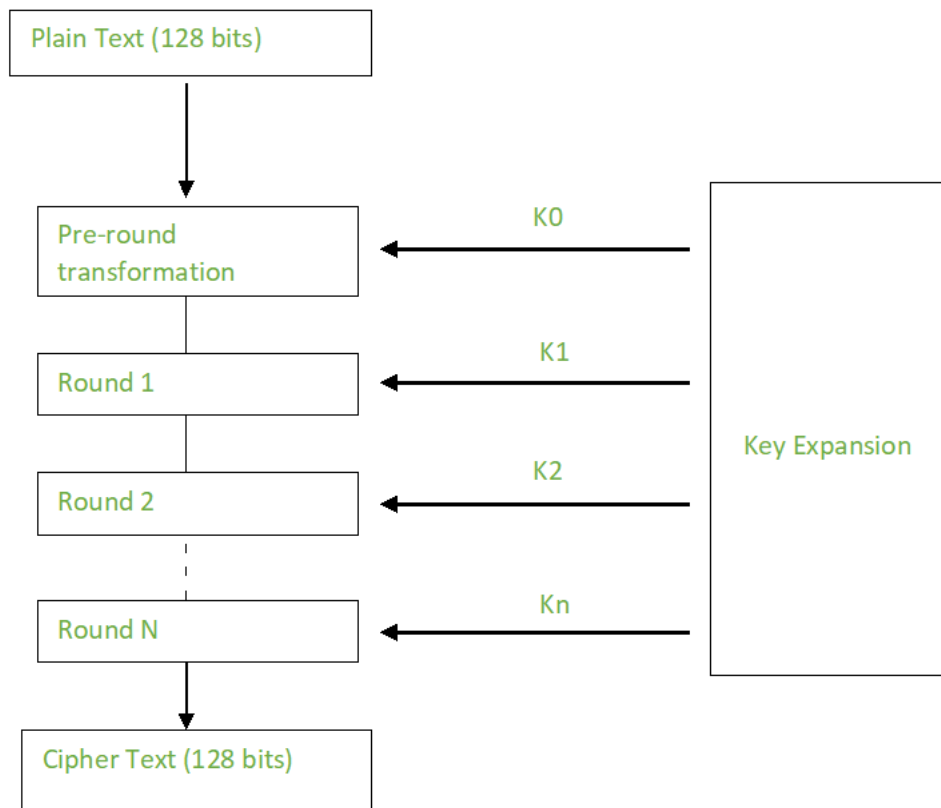 Plain Text (128 bits)
K0
Pre-round
transformation
K1
Round 1
Key Expansion
K2
Round 2
Kn
Round N
Cipher Text (128 bits)